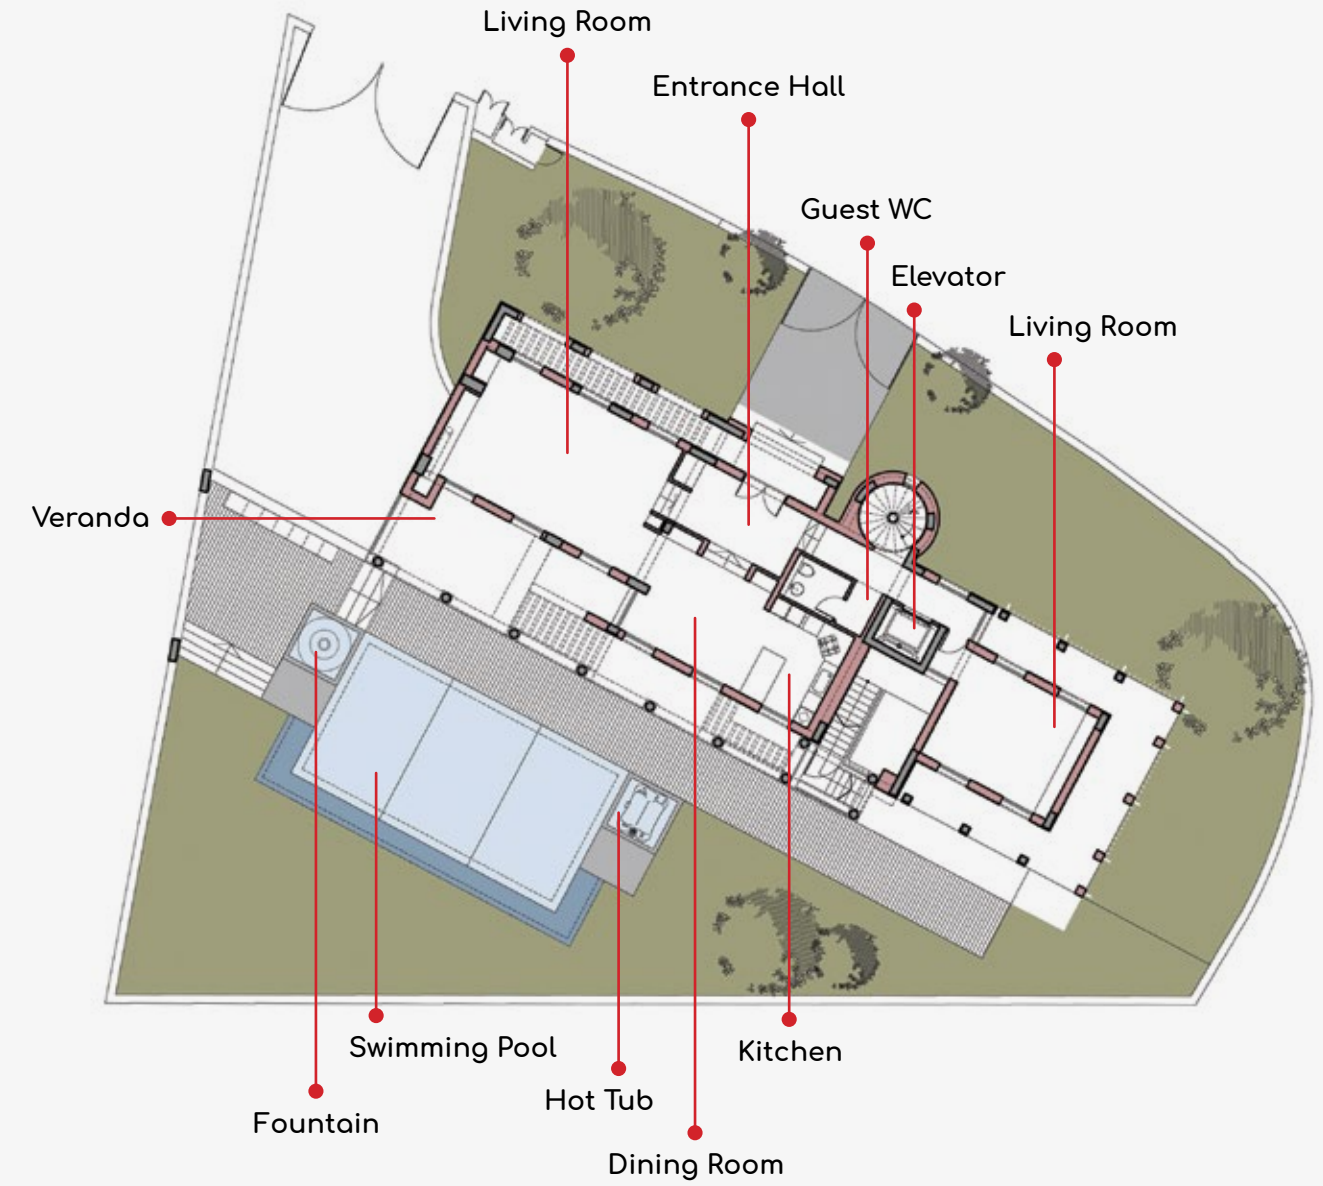 Living Room
Entrance Hall
Guest WC
Elevator
Living Room
Veranda
Swimming Pool
Kitchen
Hot Tub
Fountain
Dining Room